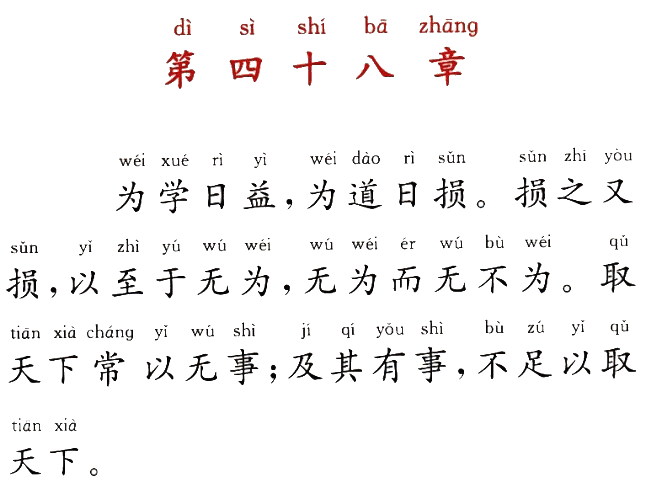 dì sì shí bā zhāng
第四十八章
wéi xué rì yì wéi dào rì sǔn sǔn zhī yòu
为学日益，为道日损。损之又
sǔn yǐ zhì yú wú wéi wú wéi ér wú bù wéi qǔ
损，以至于无为，无为而无不为。取
tiān xià cháng yǐ wú shì jí qí yǒu shì bù zú yǐ qǔ
天下常以无事；及其有事，不足以取
tiān xià
天下。